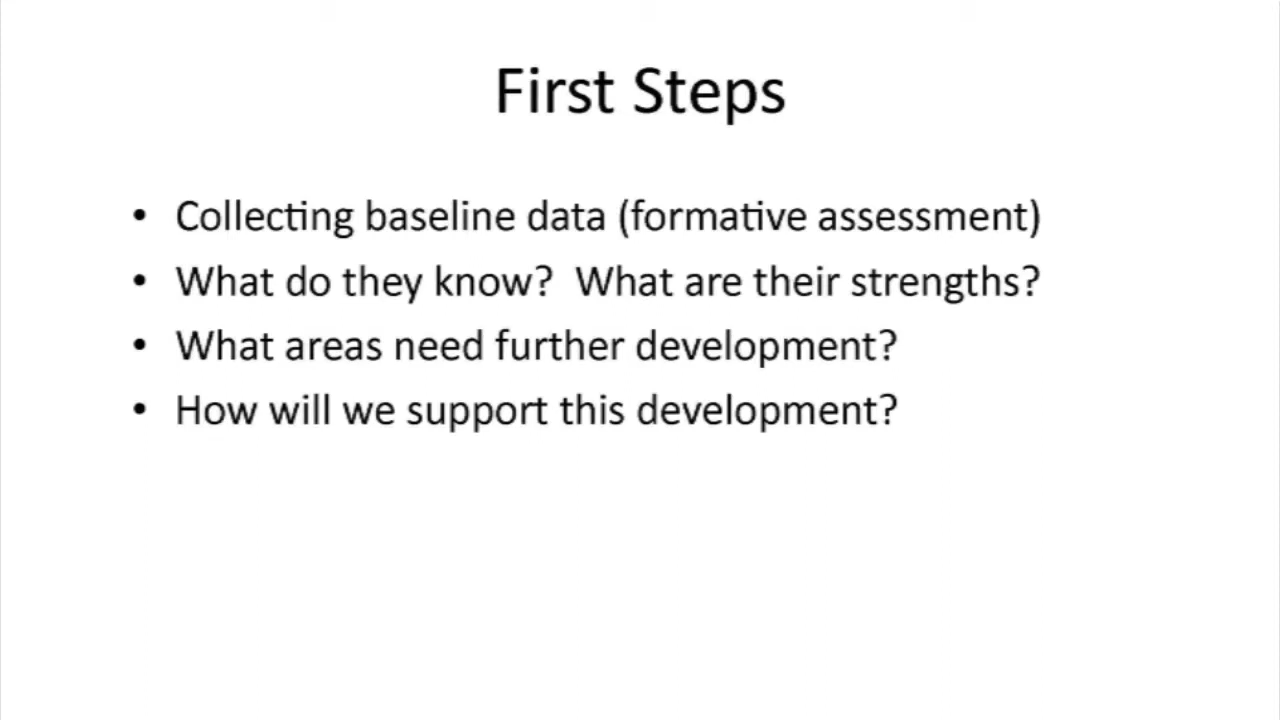 First Steps
• Collecting baseline data (formative assessment)
• What do they know?  What are their strengths?
• What areas need further development?
• How will we support this development?